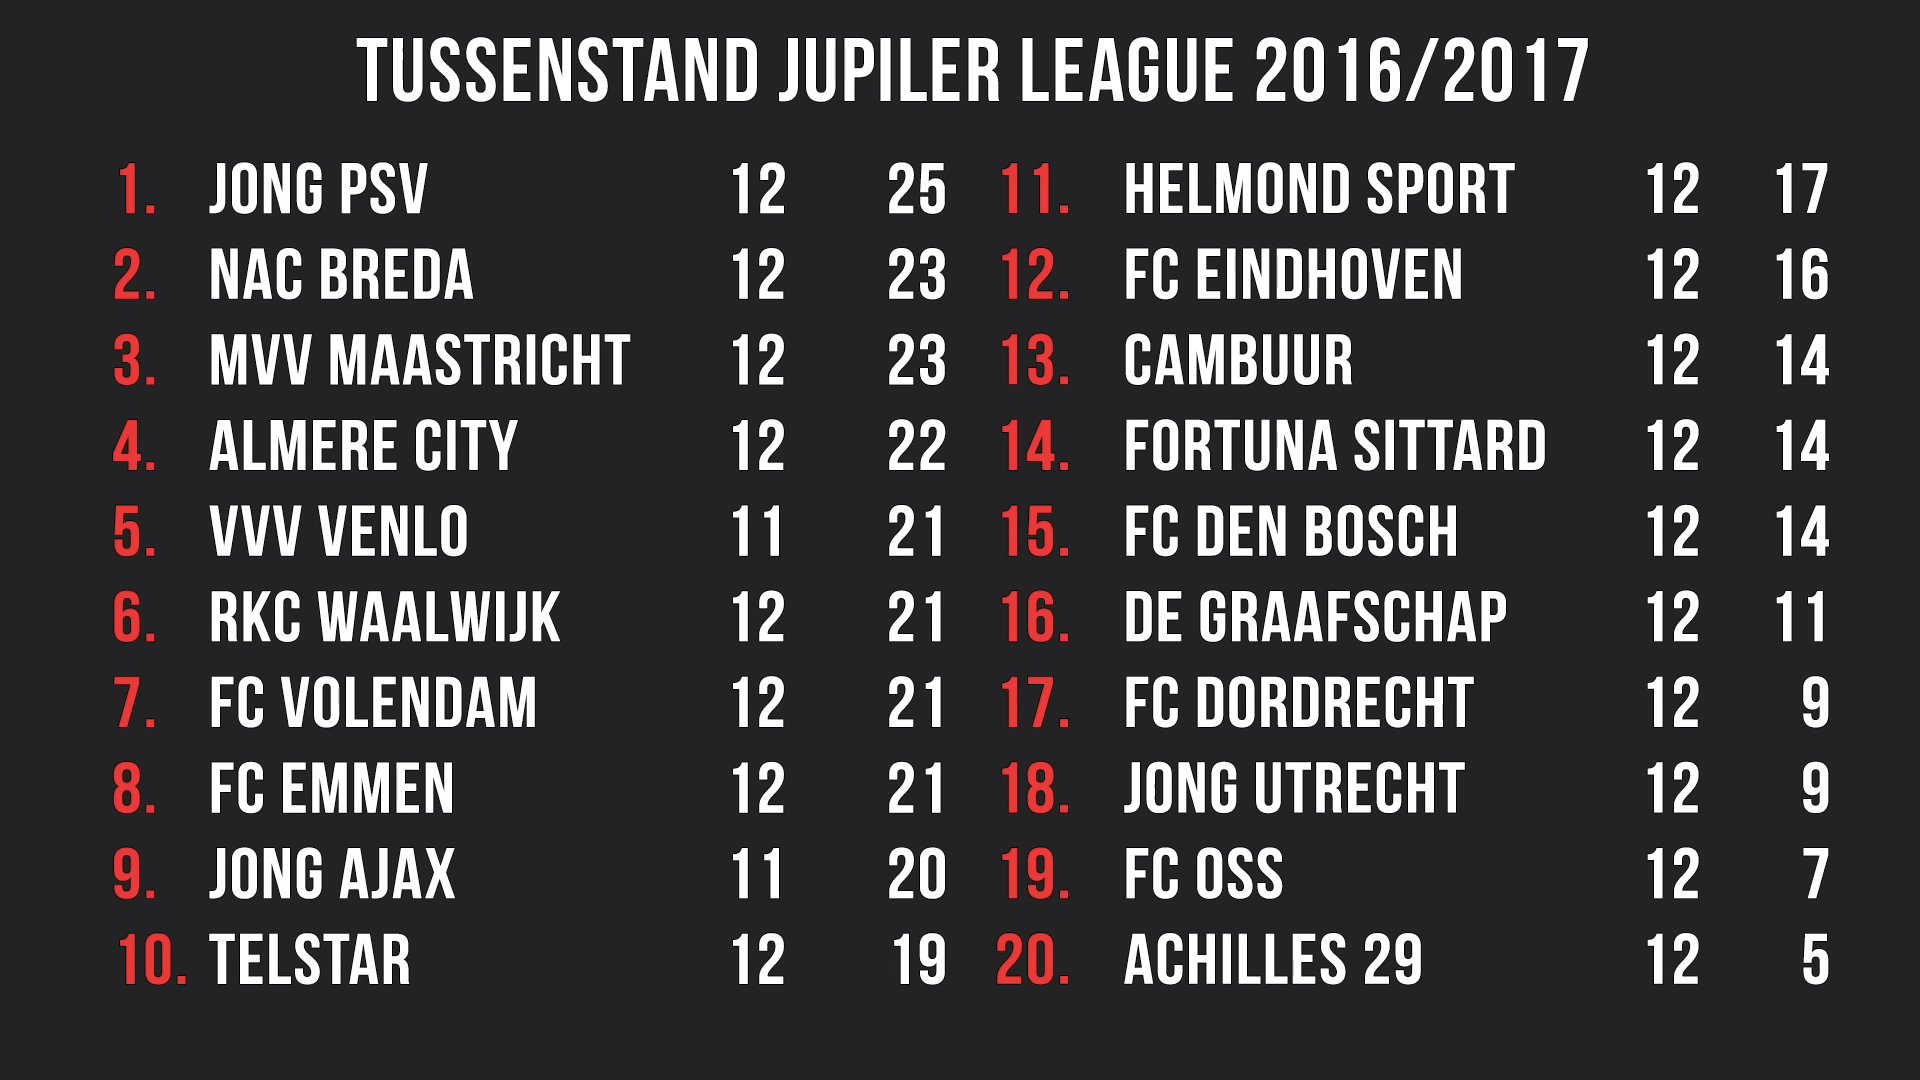 TUSSENSTAND JUPILER LEAGUE 2016/2017
1. JONG PSV 12 25
2. NAC BREDA 12 23
3. MVV MAASTRICHT 12 23
4. ALMERE CITY 12 22
5. VVV VENLO 11 21
6. RKC WAALWIJK 12 21
7. FC VOLENDAM 12 21
8. FC EMMEN 12 21
9. JONG AJAX 11 20
10. TELSTAR 12 19
11. HELMOND SPORT 12 17
12. FC EINDHOVEN 12 16
13. CAMBUUR 12 14
14. FORTUNA SITTARD 12 14
15. FC DEN BOSCH 12 14
16. DE GRAAFSCHAP 12 11
17. FC DORDRECHT 12 9
18. JONG UTRECHT 12 9
19. FC OSS 12 7
20. ACHILLES 29 12 5